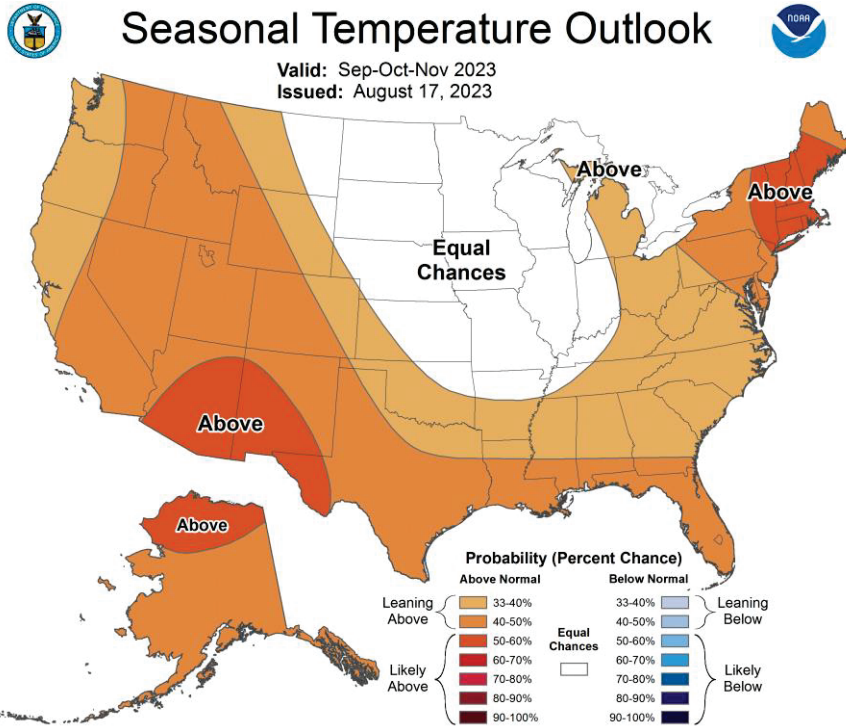 Seasonal Temperature Outlook
NOAA
Valid: Sep-Oct-Nov 2023
Issued: August 17, 2023
Above
Above
Equal
Chances
Above
Above
Probability (Percent Chance)
Above Normal
Below Normal
Leaning
Above
33-40%
40-50%
Likely
Above
50-60%
60-70%
70-80%
80-90%
90-100%
Equal
Chances
33-40%
40-50%
Leaning
Below
50-60%
60-70%
70-80%
80-90%
90-100%
Likely
Below